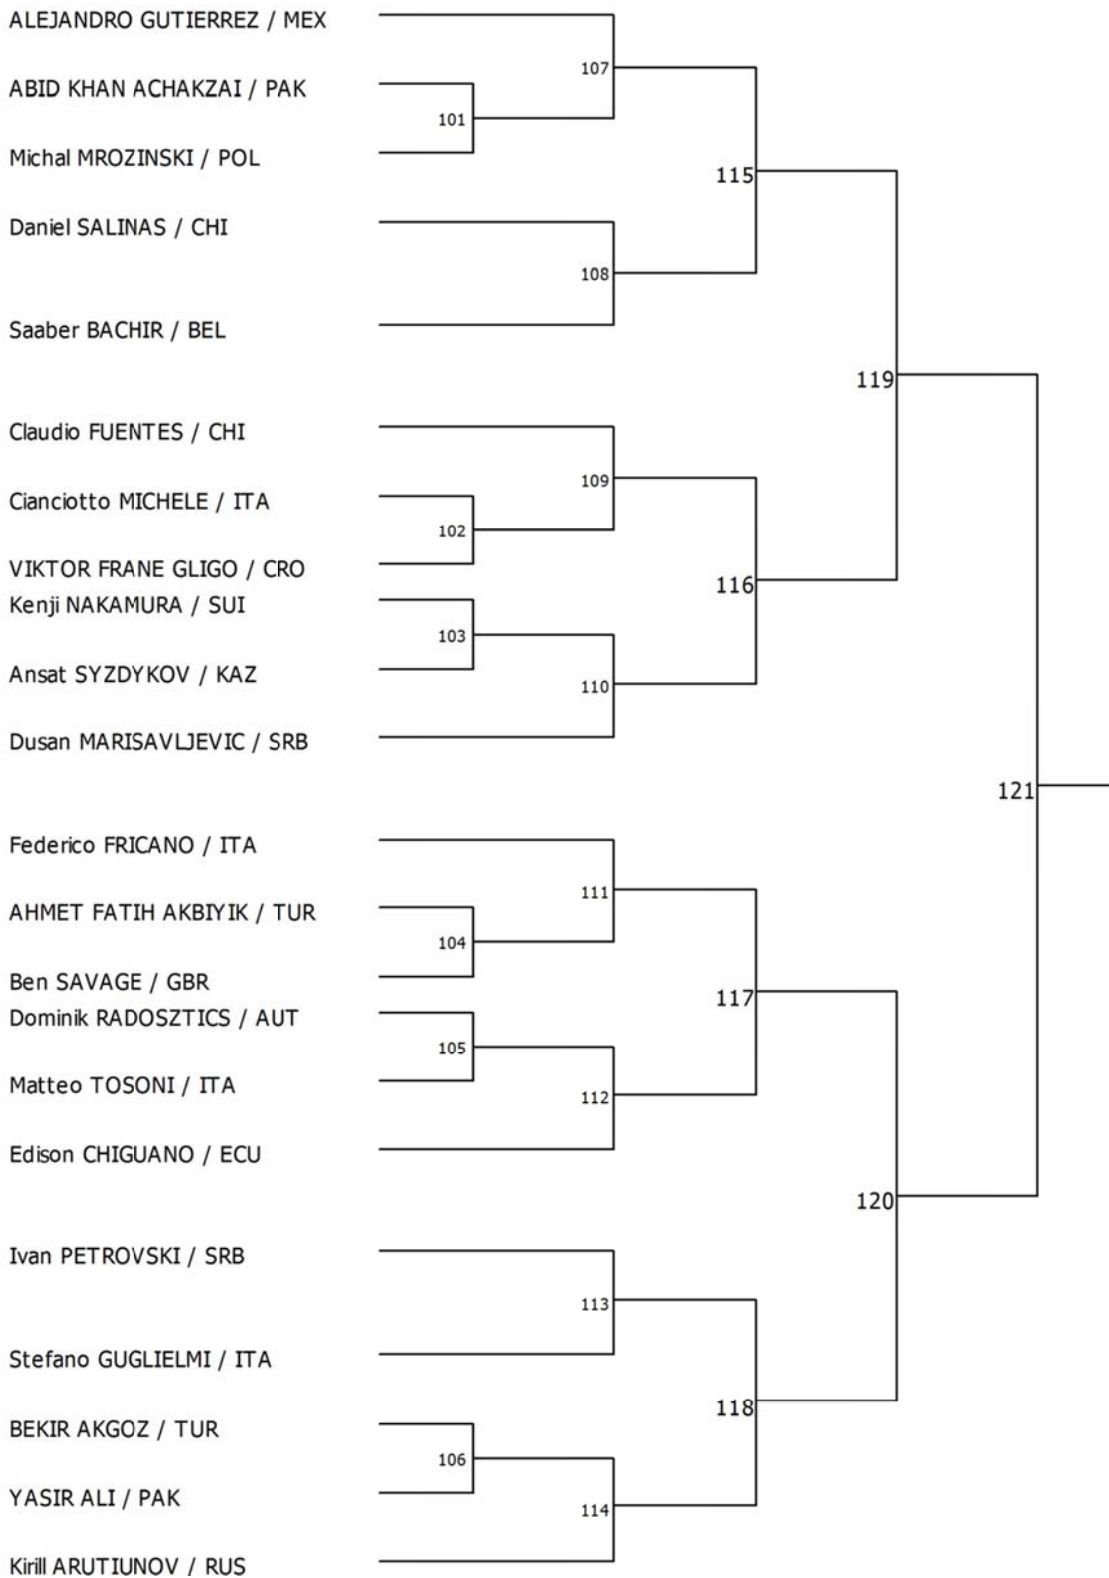 ALEJANDRO GUTIERREZ / MEX
107
ABID KHAN ACHAKZAI / PAK
101
Michal MROZINSKI / POL
115
Daniel SALINAS / CHI
108
Saaber BACHIR / BEL
119
Claudio FUENTES / CHI
109
Cianciotto MICHELE / ITA
102
VIKTOR FRANE GLIGO / CRO
116
Kenji NAKAMURA / SUI
103
Ansat SYZDYKOV / KAZ
110
Dusan MARISAVLJEVIC / SRB
121
Federico FRICANO / ITA
111
AHMET FATIH AKBIYIK / TUR
104
Ben SAVAGE / GBR
117
Dominik RADOSZTICS / AUT
105
Matteo TOSONI / ITA
112
Edison CHIGUANO / ECU
120
Ivan PETROVSKI / SRB
113
Stefano GUGLIELMI / ITA
118
BEKIR AKGOZ / TUR
106
YASIR ALI / PAK
114
Kirill ARUTIUNOV / RUS